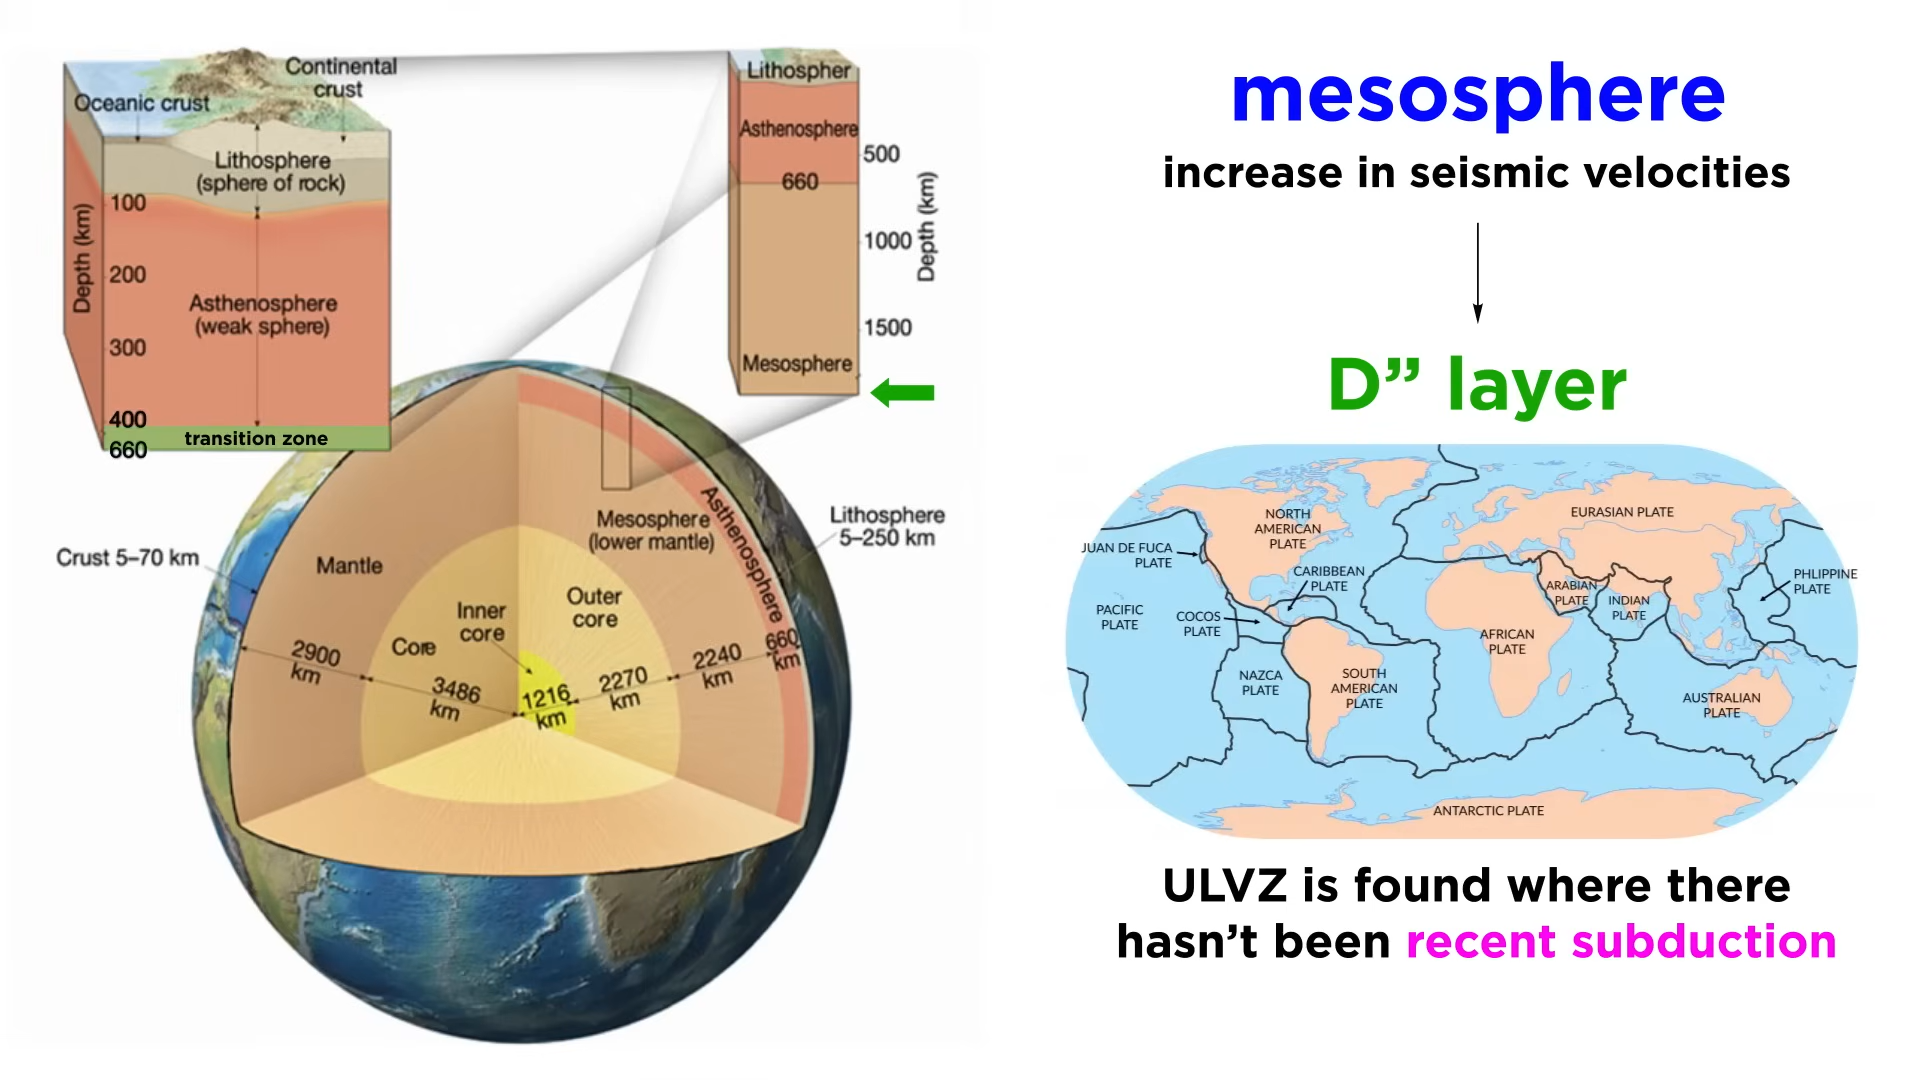 Continental
crust
Oceanic crust
Lithosphere
(sphere of rock)
Depth (km)
100
200
300
400
660
Asthenosphere
(weak sphere)
transition zone
Lithospher
Asthenosphere
660
Mesosphere
500
1000
1500
Depth (km)
Crust 5–70 km
Mantle
Core
Inner
core
Outer
core
Mesosphere
(lower mantle)
Asthenosphere
Lithosphere
5–250 km
2900
km
3486
km
1216
km
2270
km
2240
km
660
km
mesosphere
increase in seismic velocities
D” layer
NORTH
AMERICAN
PLATE
EURASIAN PLATE
JUAN DE FUCA
PLATE
CARIBBEAN
PLATE
ARABIAN
PLATE
INDIAN
PLATE
PHLIPPINE
PLATE
PACIFIC
PLATE
COCOS
PLATE
AFRICAN
PLATE
NAZCA
PLATE
SOUTH
AMERICAN
PLATE
AUSTRALIAN
PLATE
ANTARCTIC PLATE
ULVZ is found where there
hasn’t been recent subduction